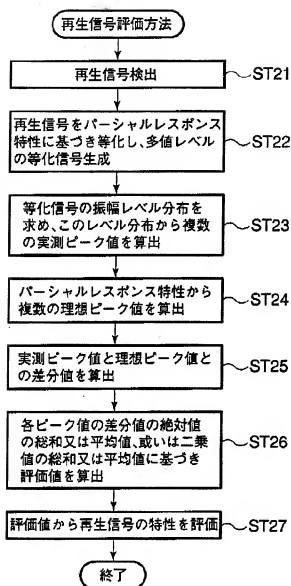 再生信号評価方法
再生信号検出
ST21
再生信号をパーシャルレスポンス
特性に基づき等化し、多値レベル
の等化信号生成
ST22
等化信号の振幅レベル分布を
求め、このレベル分布から複数
の実測ピーク値を算出
ST23
パーシャルレスポンス特性から
複数の理想ピーク値を算出
ST24
実測ピーク値と理想ピーク値と
の差分値を算出
ST25
各ピーク値の差分値の絶対値
の総和又は平均値、或いは二乗
値の総和又は平均値に基づき
評価値を算出
ST26
評価値から再生信号の特性を評価
ST27
終了